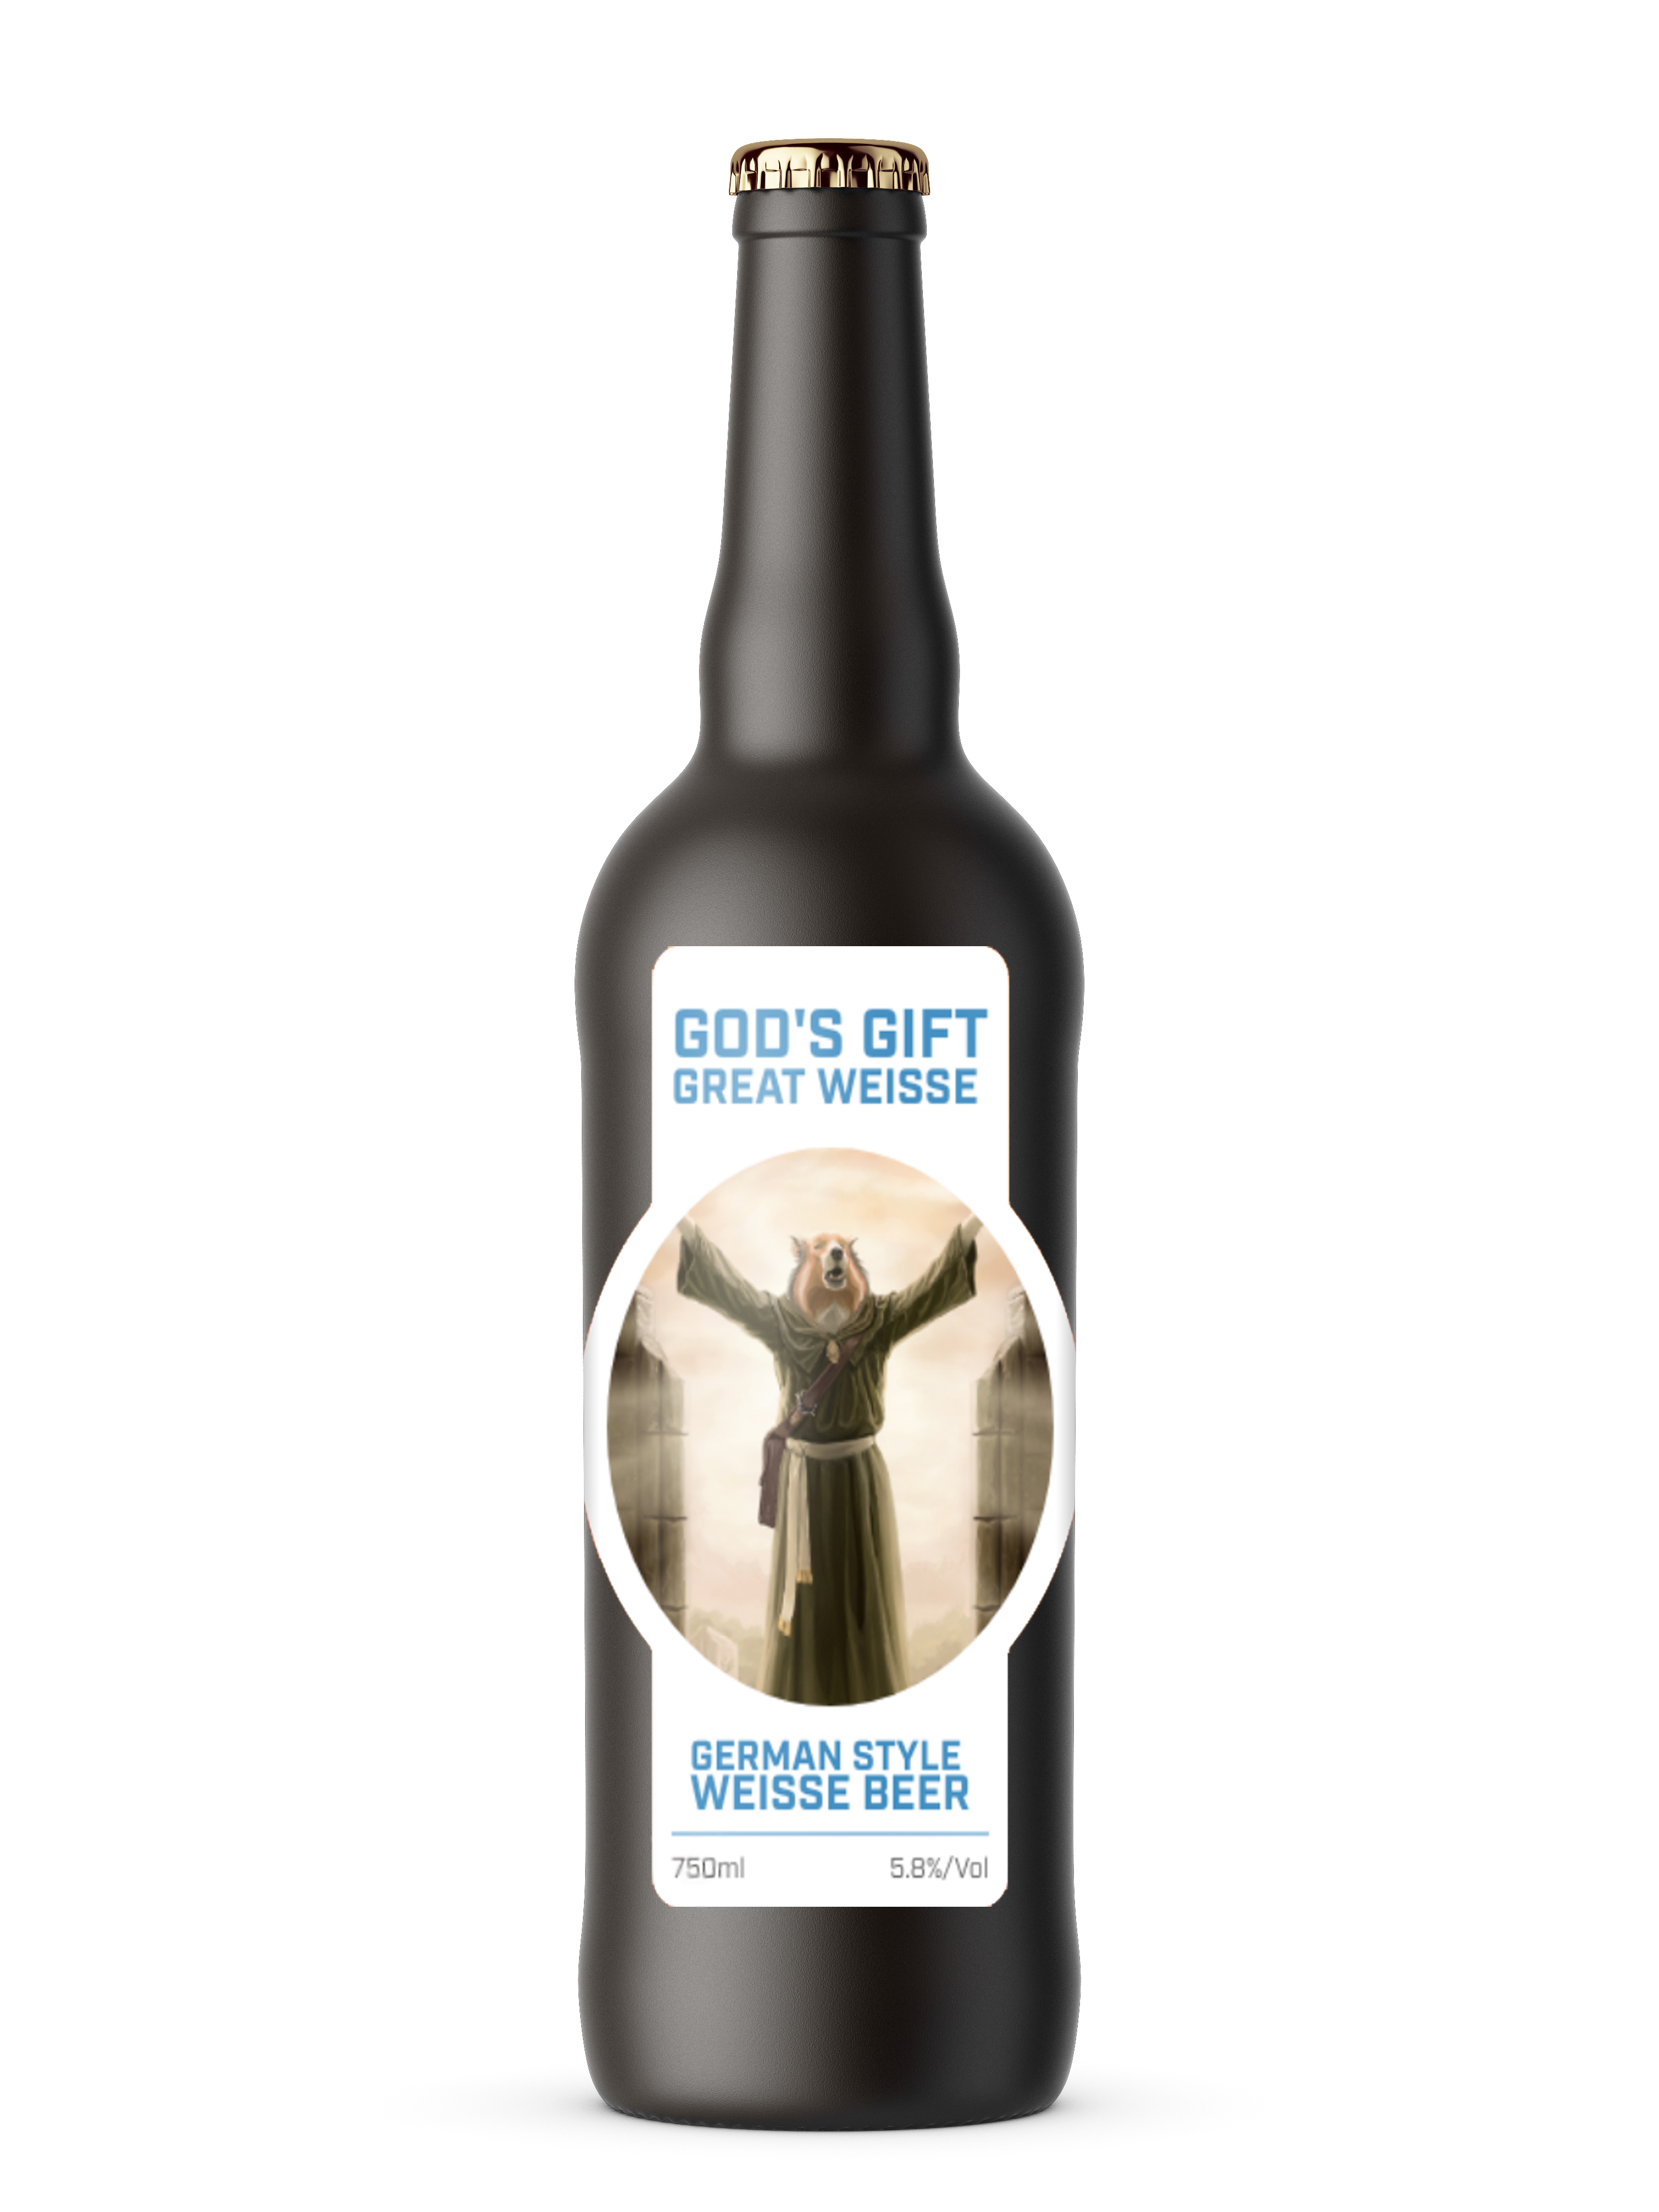 GOD'S GIFT
GREAT WEISSE
GERMAN STYLE
WEISSE BEER
750ml 5.8%/Vol